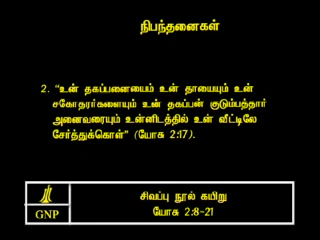 நிபந்தனைகள்
2. “உன் தகப்பனையையும் உன் தாயையும் உன்
சகோதரர்களையும் உன் தகப்பன் குடும்பத்தார்
அனைவரையும் உன்னிடத்தில் உன் வீட்டிலே
சேர்த்துக்கொள்” (யோசு 2:17).
சிவப்பு நூல் கயிறு
யோசு 2:8-21
GNP